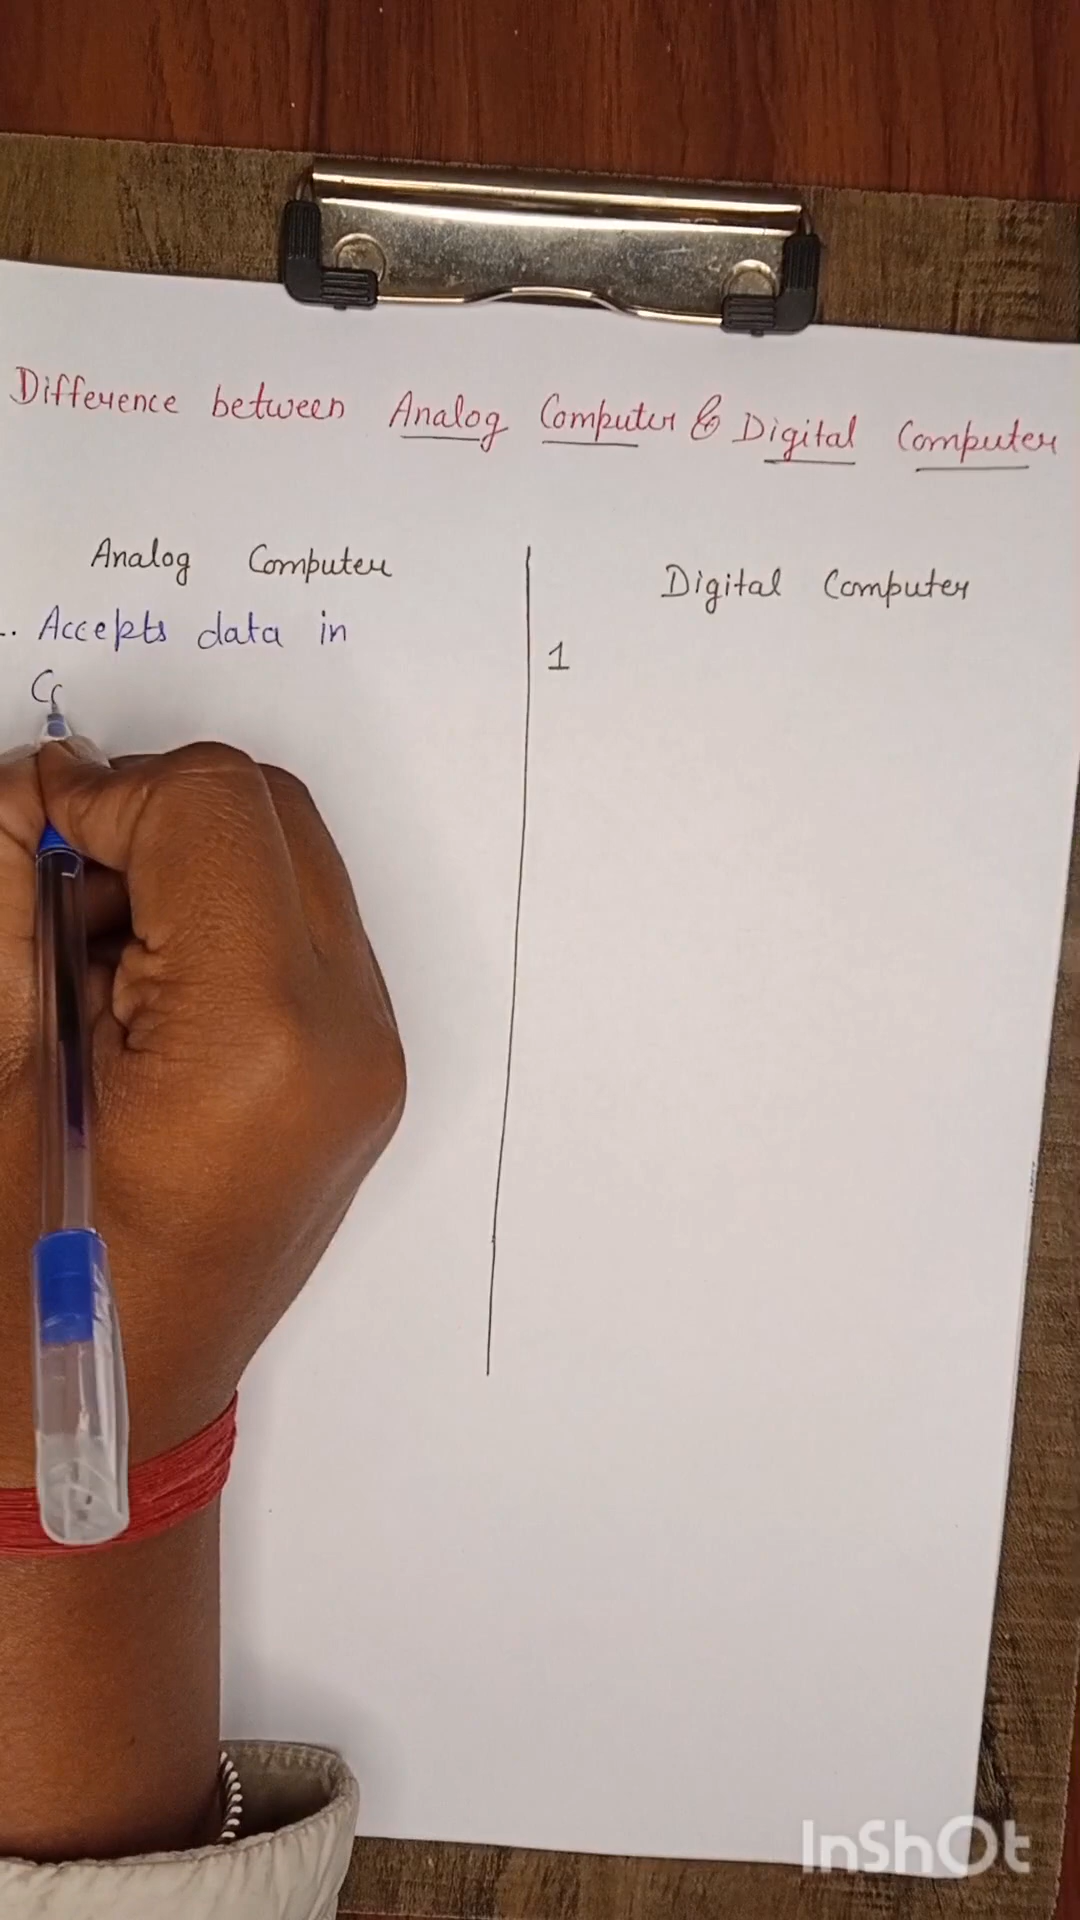 Difference between Analog Computer & Digital Computer
Analog Computer
Digital Computer
Accepts data in
1
InShOt